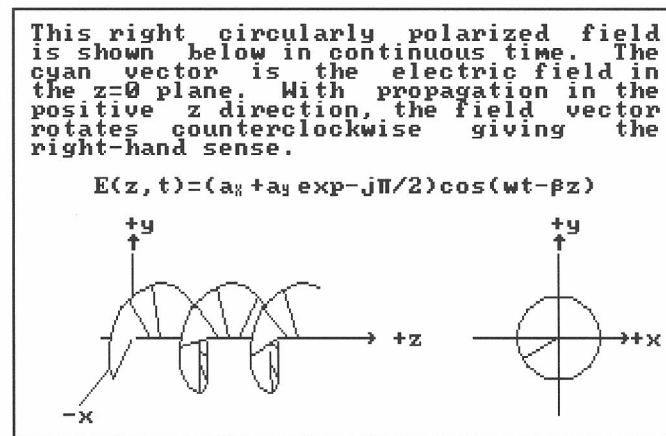 This right circularly polarized field
is shown below in continuous time. The
cyan vector is the electric field in
the z=0 plane. With propagation in the
positive z direction, the field vector
rotates counterclockwise giving the
right-hand sense.
E(z,t)=(aₓ+aᵧexp-jπ/2)cos(wt-βz)
+y
+y
+z
+x
-x